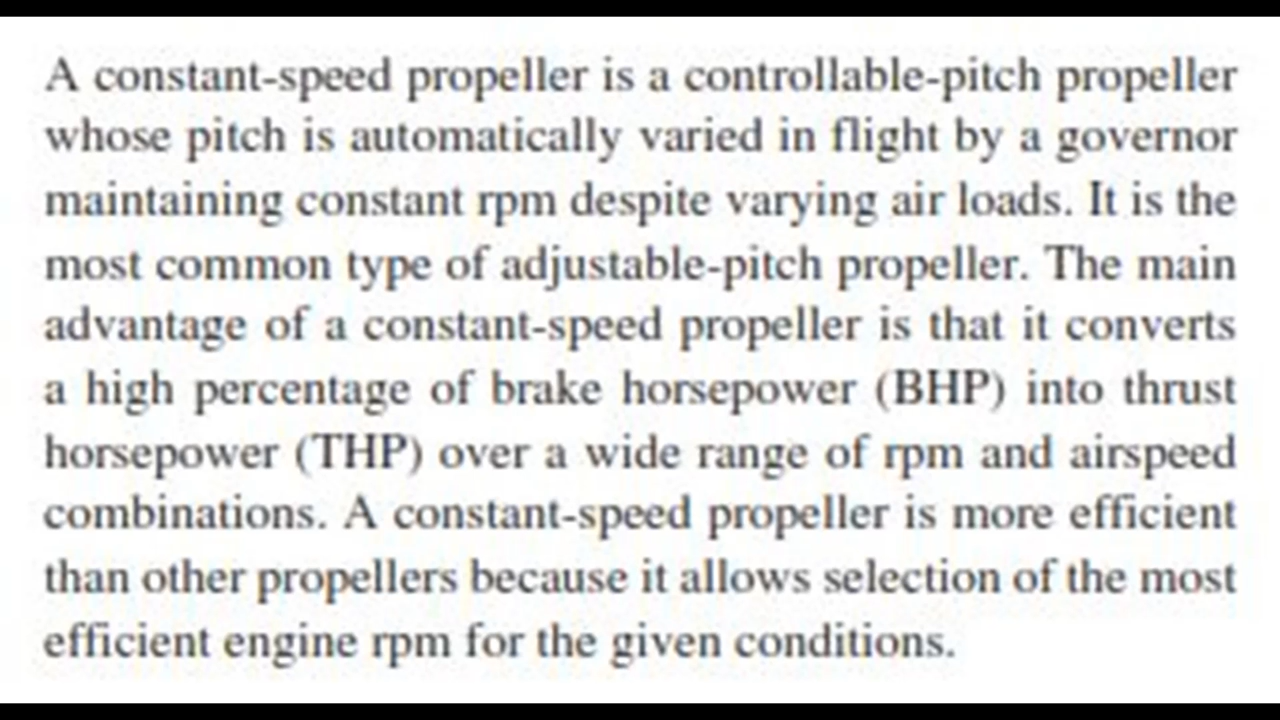 A constant-speed propeller is a controllable-pitch propeller
whose pitch is automatically varied in flight by a governor
maintaining constant rpm despite varying air loads. It is the
most common type of adjustable-pitch propeller. The main
advantage of a constant-speed propeller is that it converts
a high percentage of brake horsepower (BHP) into thrust
horsepower (THP) over a wide range of rpm and airspeed
combinations. A constant-speed propeller is more efficient
than other propellers because it allows selection of the most
efficient engine rpm for the given conditions.